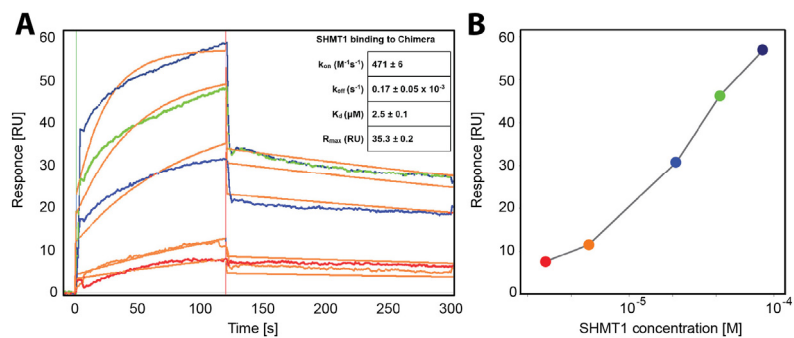 A
B
60
50
40
30
20
10
0
Responce [RU]
0
50
100
150
200
250
300
Time [s]
SHMT1 binding to Chimera
kon (M-1s-1) 471 ± 6
koff (s-1) 0.17 ± 0.05 x 10-3
Kd (µM) 2.5 ± 0.1
Rmax (RU) 35.3 ± 0.2
60
50
40
30
20
10
0
Responce [RU]
10-5
10-4
SHMT1 concentration [M]